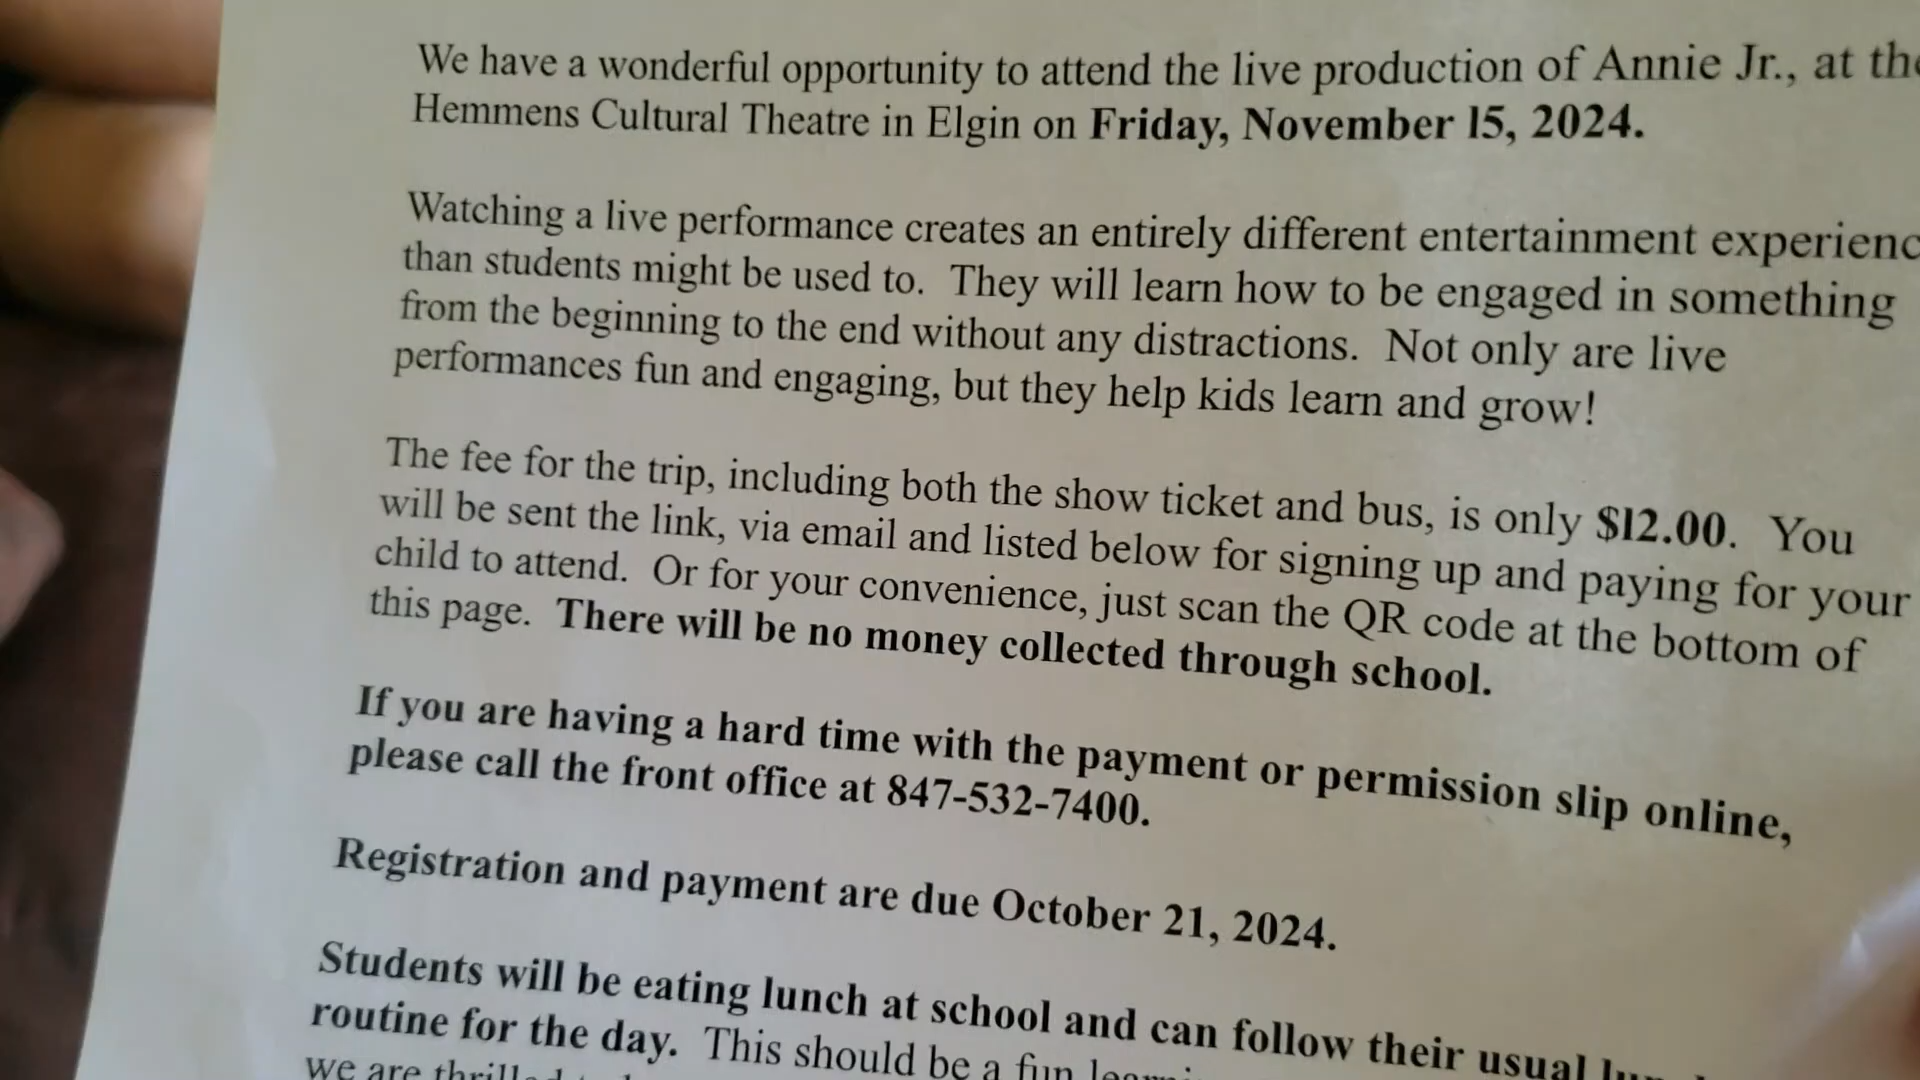 We have a wonderful opportunity to attend the live production of Annie Jr., at the
Hemmens Cultural Theatre in Elgin on Friday, November 15, 2024.
Watching a live performance creates an entirely different entertainment experienc
than students might be used to. They will learn how to be engaged in something
from the beginning to the end without any distractions. Not only are live
performances fun and engaging, but they help kids learn and grow!
The fee for the trip, including both the show ticket and bus, is only $12.00. You
will be sent the link, via email and listed below for signing up and paying for your
child to attend. Or for your convenience, just scan the QR code at the bottom of
this page. There will be no money collected through school.
If you are having a hard time with the payment or permission slip online,
please call the front office at 847-532-7400.
Registration and payment are due October 21, 2024.
Students will be eating lunch at school and can follow their usual
routine for the day. This should be a fun
we are